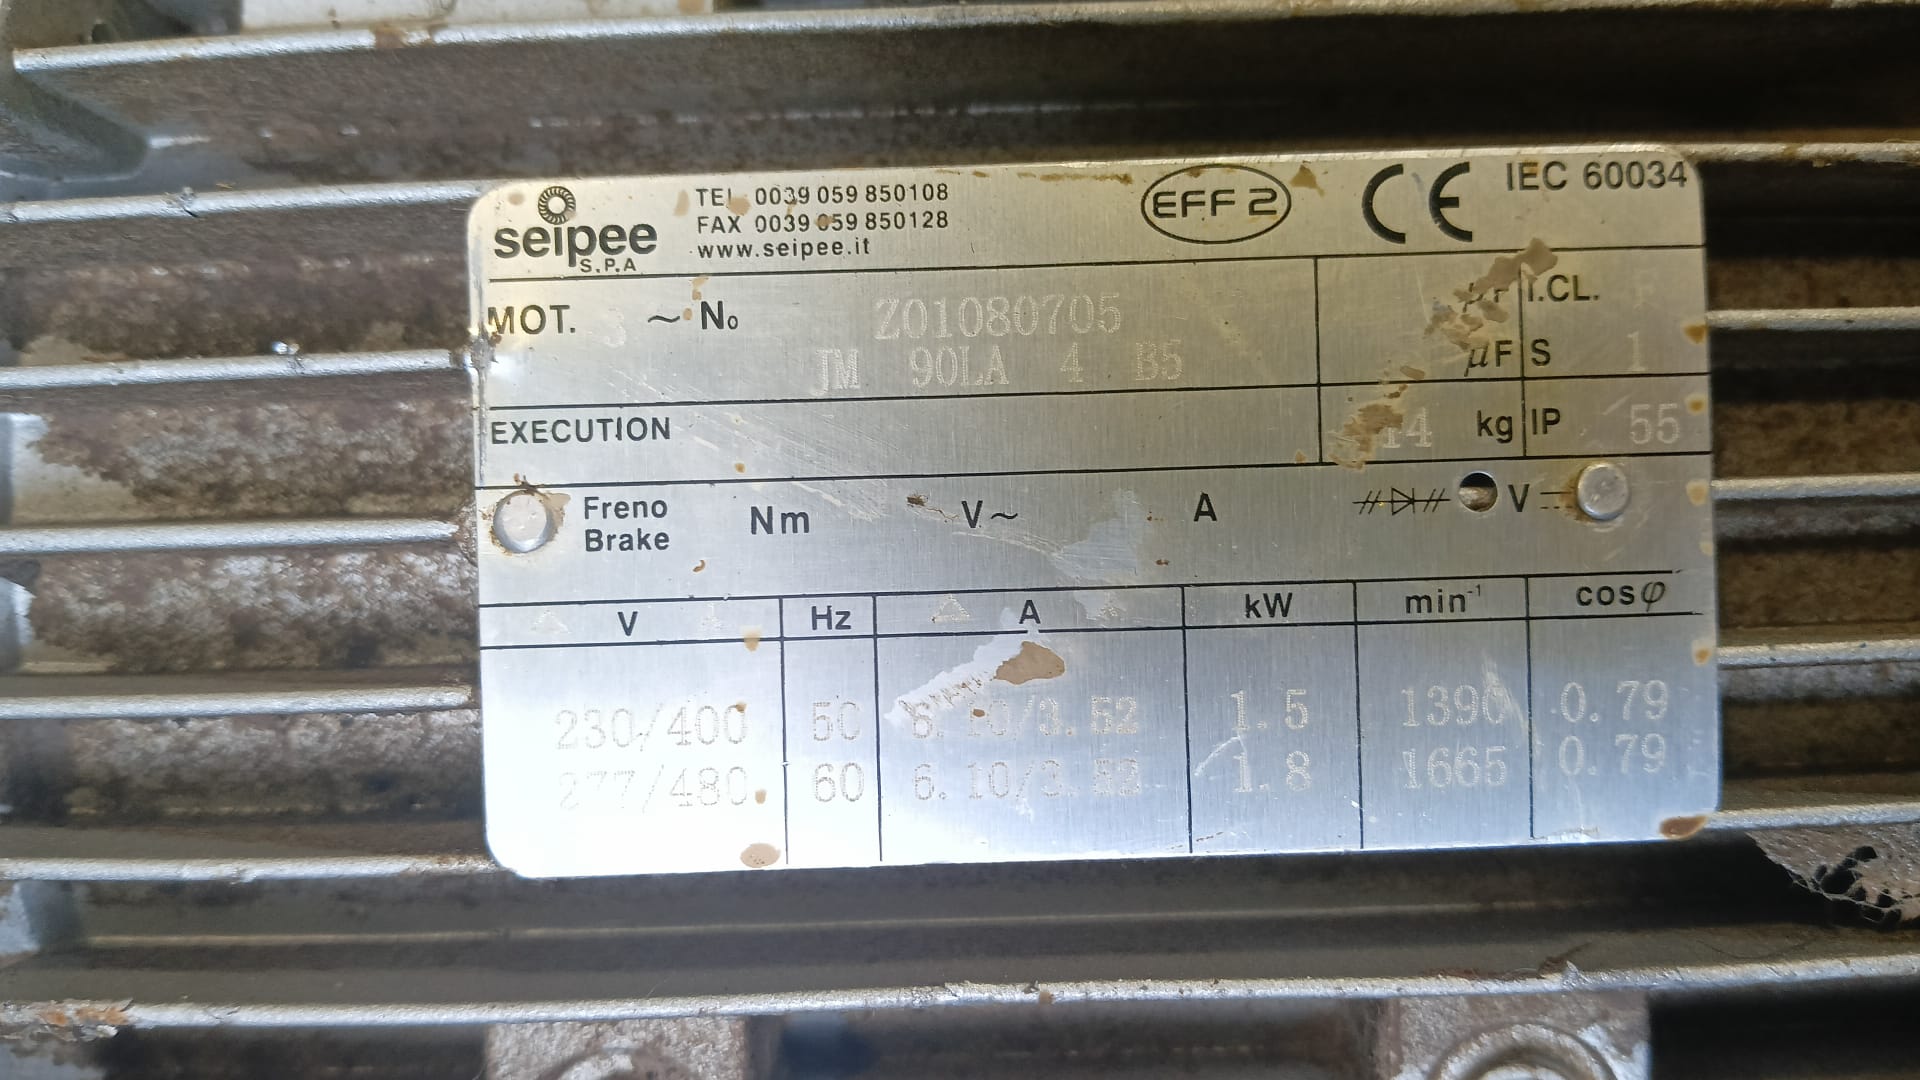 seipee
S.P.A
TEL 0039 059 850108
FAX 0039 059 850128
www.seipee.it
EFF 2
CE
IEC 60034
MOT. 3 ~ No Z01080705
JM 90LA 4 B5
µF I.CL. F
µF S 1
EXECUTION
14 kg IP 55
Freno
Brake
Nm V~ A V
V Hz A kW min-1 cosφ
230/400 50 6.10/3.52 1.5 1390 0.79
277/480 60 6.10/3.52 1.8 1665 0.79